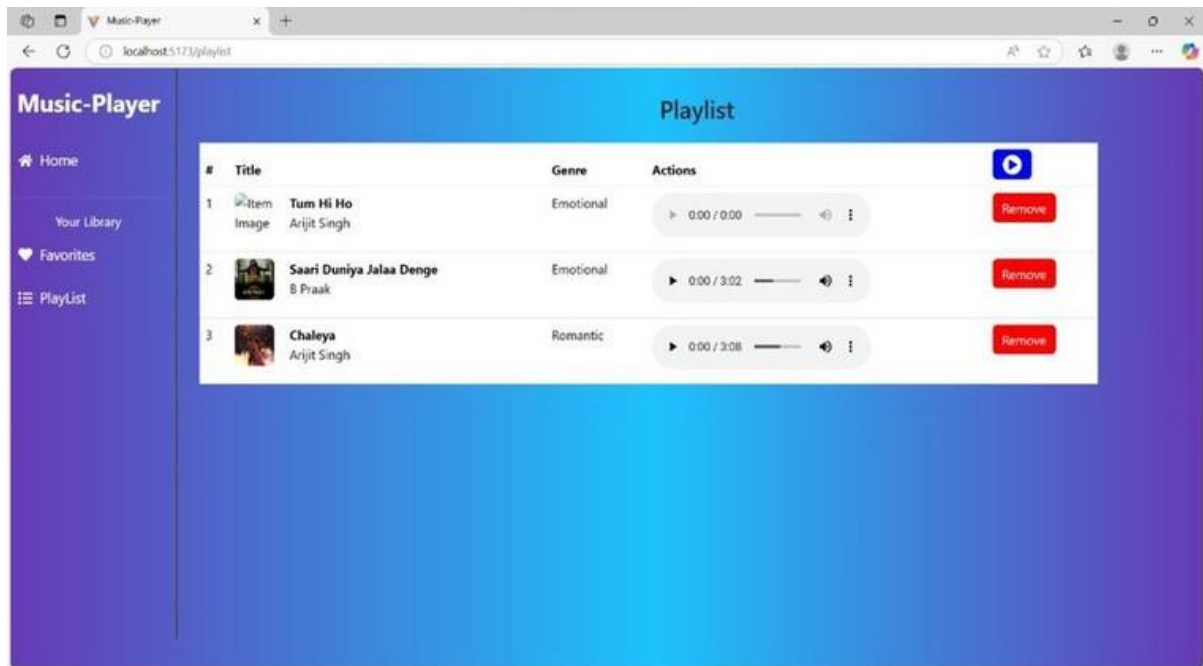 Music-Player
localhost:5173/playlist
Music-Player
Playlist
Home
# Title Genre Actions
1 Item Image Tum Hi Ho Emotional 0:00 / 0:00 Remove
Arijit Singh
Your Library
Favorites
2 Saari Duniya Jalaa Denge Emotional 0:00 / 3:02 Remove
B Praak
PlayList
3 Chaleya Romantic 0:00 / 3:08 Remove
Arijit Singh